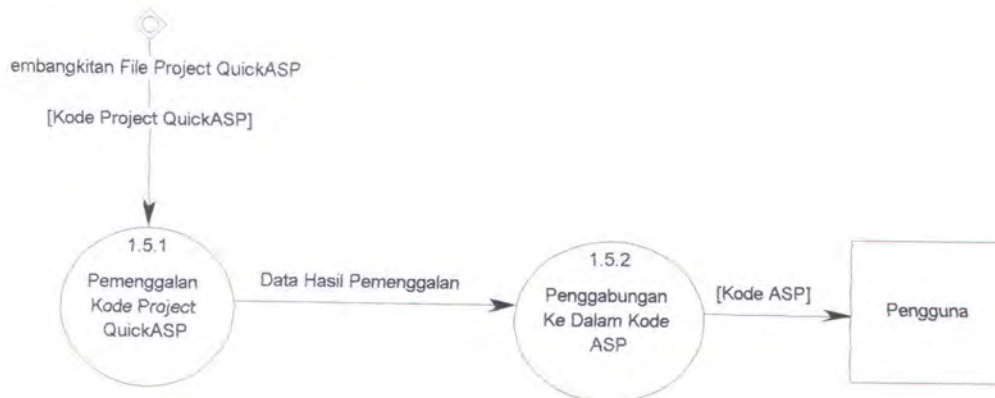 embangkitan File Project QuickASP
[Kode Project QuickASP]
1.5.1
Pemenggalan
Kode Project
QuickASP
Data Hasil Pemenggalan
1.5.2
Penggabungan
Ke Dalam Kode
ASP
[Kode ASP]
Pengguna